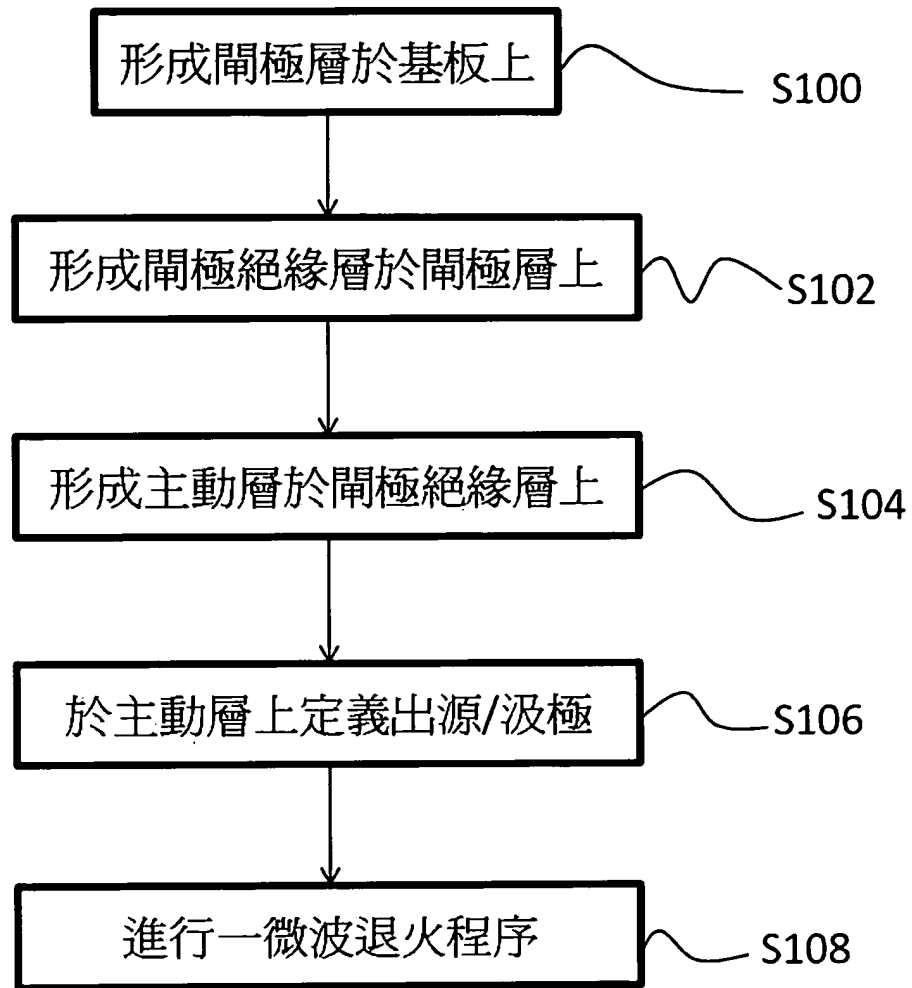 形成閘極層於基板上
S100
形成閘極絕緣層於閘極層上
S102
形成主動層於閘極絕緣層上
S104
於主動層上定義出源/汲極
S106
進行一微波退火程序
S108